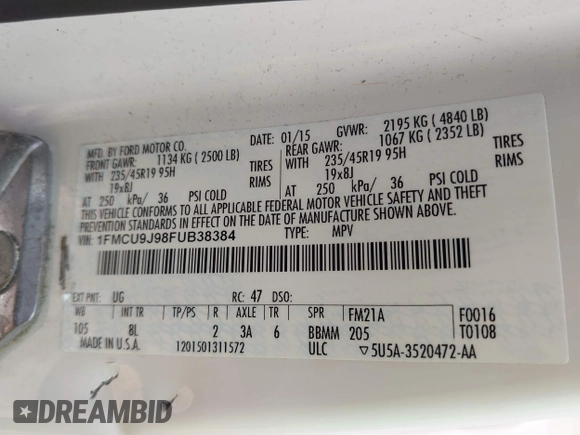 MFD. BY FORD MOTOR CO.
DATE: 01/15 GVWR: 2195 KG ( 4840 LB)
FRONT GAWR: 1134 KG ( 2500 LB) REAR GAWR: 1067 KG ( 2352 LB)
WITH 235/45R19 95H TIRES WITH 235/45R19 95H TIRES
19x8J RIMS 19x8J RIMS
AT 250 kPa/ 36 PSI COLD AT 250 kPa/ 36 PSI COLD
THIS VEHICLE CONFORMS TO ALL APPLICABLE FEDERAL MOTOR VEHICLE SAFETY AND THEFT
PREVENTION STANDARDS IN EFFECT ON THE DATE OF MANUFACTURE SHOWN ABOVE.
VIN: 1FMCU9J98FUB38384 TYPE: MPV
EXT PNT: UG RC: 47 DSO:
WB INT TR TP/PS R AXLE TR SPR FM21A F0016
105 8L 2 3A 6 BBMM 205 T0108
MADE IN U.S.A. 1201501311572 ULC ▽5U5A-3520472-AA
DREAMBID